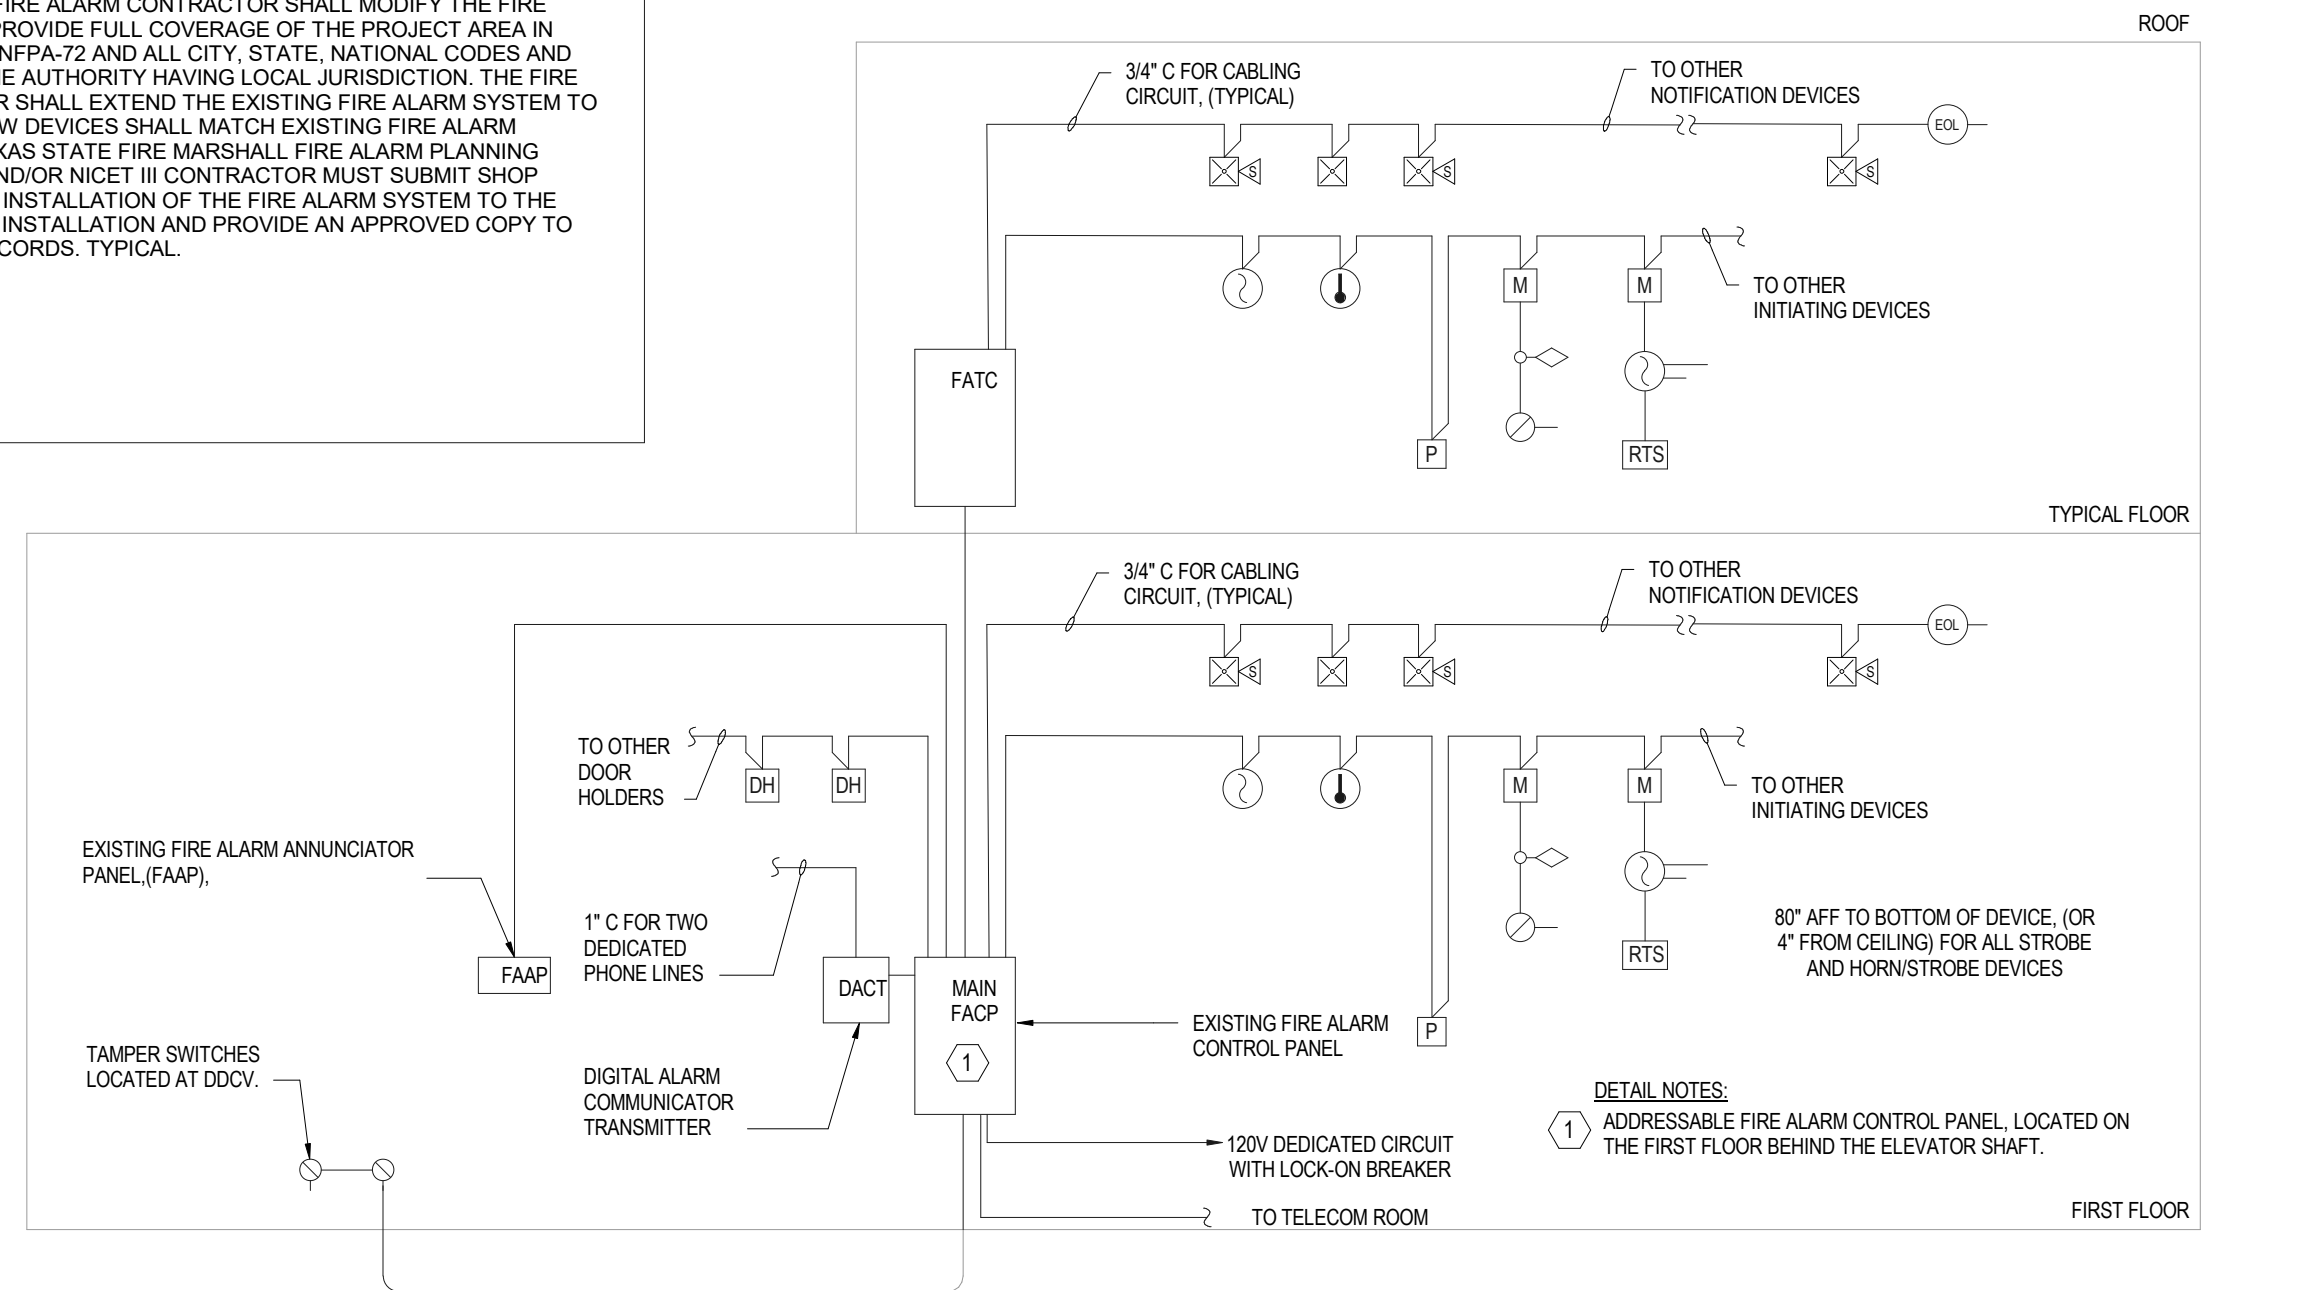 FIRE ALARM CONTRACTOR SHALL MODIFY THE FIRE
PROVIDE FULL COVERAGE OF THE PROJECT AREA IN
NFPA-72 AND ALL CITY, STATE, NATIONAL CODES AND
AUTHORITY HAVING LOCAL JURISDICTION. THE FIRE
SHALL EXTEND THE EXISTING FIRE ALARM SYSTEM TO
DEVICES SHALL MATCH EXISTING FIRE ALARM
STATE FIRE MARSHALL FIRE ALARM PLANNING
AND/OR NICET III CONTRACTOR MUST SUBMIT SHOP
INSTALLATION OF THE FIRE ALARM SYSTEM TO THE
INSTALLATION AND PROVIDE AN APPROVED COPY TO
CORDS. TYPICAL.
ROOF
3/4" C FOR CABLING
CIRCUIT, (TYPICAL)
TO OTHER
NOTIFICATION DEVICES
EOL
S
S
S
M
M
TO OTHER
INITIATING DEVICES
FATC
P
RTS
TYPICAL FLOOR
3/4" C FOR CABLING
CIRCUIT, (TYPICAL)
TO OTHER
NOTIFICATION DEVICES
EOL
S
S
S
TO OTHER
DOOR
HOLDERS
DH
DH
M
M
TO OTHER
INITIATING DEVICES
EXISTING FIRE ALARM ANNUNCIATOR
PANEL,(FAAP),
FAAP
1" C FOR TWO
DEDICATED
PHONE LINES
DACT
MAIN
FACP
1
RTS
80" AFF TO BOTTOM OF DEVICE, (OR
4" FROM CEILING) FOR ALL STROBE
AND HORN/STROBE DEVICES
EXISTING FIRE ALARM
CONTROL PANEL
P
TAMPER SWITCHES
LOCATED AT DDCV.
DIGITAL ALARM
COMMUNICATOR
TRANSMITTER
DETAIL NOTES:
1 ADDRESSABLE FIRE ALARM CONTROL PANEL, LOCATED ON
THE FIRST FLOOR BEHIND THE ELEVATOR SHAFT.
120V DEDICATED CIRCUIT
WITH LOCK-ON BREAKER
TO TELECOM ROOM
FIRST FLOOR